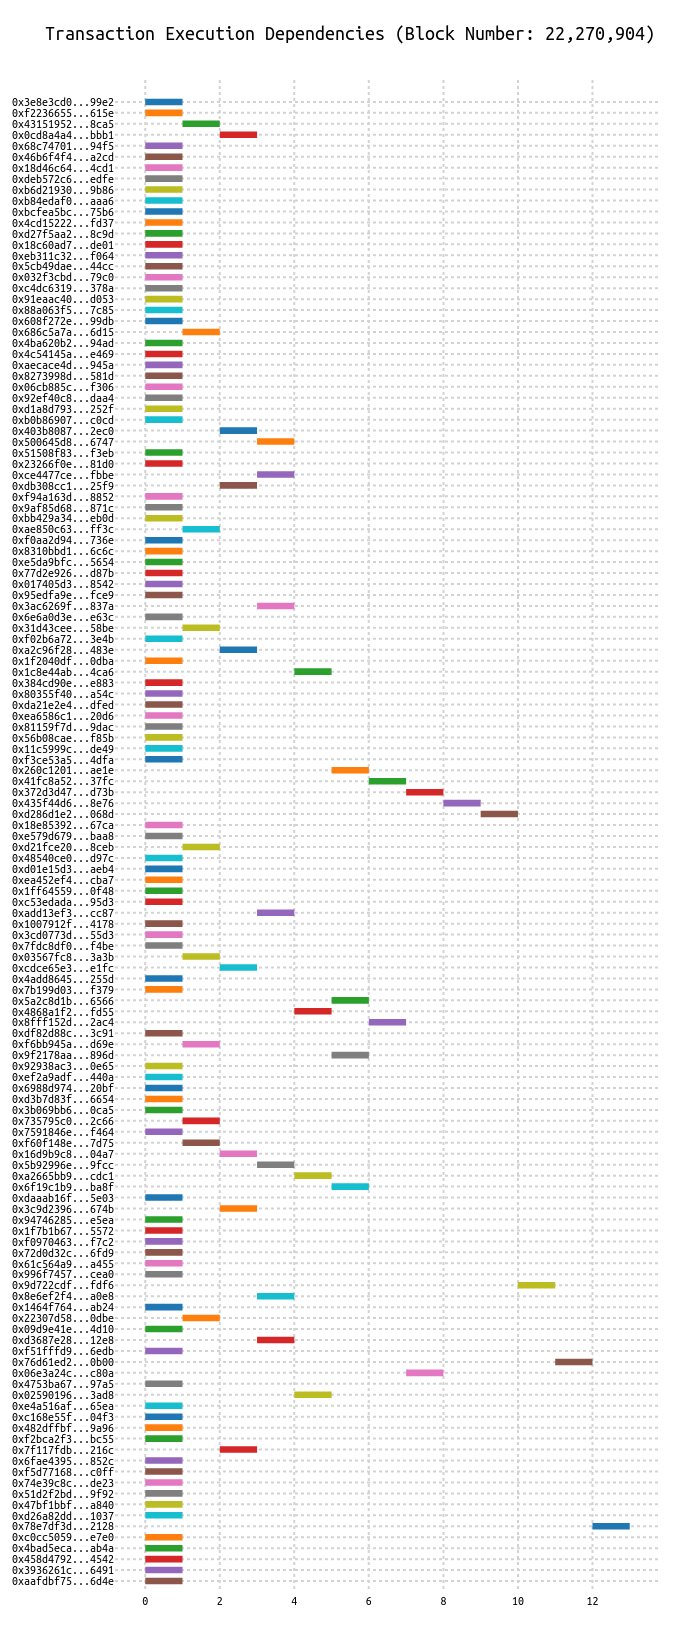 Transaction Execution Dependencies (Block Number: 22,270,904)
0x3e8e3cd0...99e2
0xf2236655...615e
0x43151952...8ca5
0x0cd8a4a4...bbb1
0x68c74701...94f5
0x46b6f4f4...a2cd
0x18d46c64...4cd1
0xdeb572c6...edfe
0xb6d21930...9b86
0xb84edaf0...aaa6
0xbcfea5bc...75b6
0x4cd15222...fd37
0xd27f5aa2...8c9d
0x18c60ad7...de01
0xeb311c32...f064
0x5cb49dae...44cc
0x032f3cbd...79c0
0xc4dc6319...378a
0x91eaac40...d053
0x88a063f5...7c85
0x608f272e...99db
0x686c5a7a...6d15
0x4ba620b2...94ad
0x4c54145a...e469
0xaecace4d...945a
0x8273998d...581d
0x06cb885c...f306
0x92ef40c8...daa4
0xd1a8d793...252f
0xb0b86907...c0cd
0x403b8087...2ec0
0x500645d8...6747
0x51508f83...f3eb
0x23266f0e...81d0
0xce4477ce...fbbe
0xdb308cc1...25f9
0xf94a163d...8852
0x9af85d68...871c
0xbb429a34...eb0d
0xae850c63...ff3c
0xf0aa2d94...736e
0x8310bbd1...6c6c
0xe5da9bfc...5654
0x77d2e926...d87b
0x017405d3...8542
0x95edfa9e...fce9
0x3ac6269f...837a
0x6e6a0d3e...e63c
0x31d43cee...58be
0xf02b6a72...3e4b
0xa2c96f28...483e
0x1f2040df...0dba
0x1c8e44ab...4ca6
0x384cd90e...e883
0x80355f40...a54c
0xda21e2e4...dfed
0xea6586c1...20d6
0x81159f7d...9dac
0x56b08cae...f85b
0x11c5999c...de49
0xf3ce53a5...4dfa
0x260c1201...ae1e
0x41fc8a52...37fc
0x372d3d47...d73b
0x435f44d6...8e76
0xd286d1e2...068d
0x18e85392...67ca
0xe579d679...baa8
0xd21fce20...8ceb
0x48540ce0...d97c
0xd01e15d3...aeb4
0xea452ef4...cba7
0x1ff64559...0f48
0xc53edada...95d3
0xadd13ef3...cc87
0x1007912f...4178
0x3cd0773d...55d3
0x7fdc8df0...f4be
0x03567fc8...3a3b
0xcdce65e3...e1fc
0x4add8645...255d
0x7b199d03...f379
0x5a2c8d1b...6566
0x4868a1f2...fd55
0x8fff152d...2ac4
0xdf82d88c...3c91
0xf6bb945a...d69e
0x9f2178aa...896d
0x92938ac3...0e65
0xef2a9adf...440a
0x6988d974...20bf
0xd3b7d83f...6654
0x3b069bb6...0ca5
0x735795c0...2c66
0x7591846e...f464
0xf60f148e...7d75
0x16d9b9c8...04a7
0x5b92996e...9fcc
0xa2665bb9...cdc1
0x6f19c1b9...ba8f
0xdaaab16f...5e03
0x3c9d2396...674b
0x94746285...e5ea
0x1f7b1b67...5572
0xf0970463...f7c2
0x72d0d32c...6fd9
0x61c564a9...a455
0x996f7457...cea0
0x9d722cdf...fdf6
0x8e6ef2f4...a0e8
0x1464f764...ab24
0x22307d58...0dbe
0x09d9e41e...4d10
0xd3687e28...12e8
0xf51fffd9...6edb
0x76d61ed2...0b00
0x06e3a24c...c80a
0x4753ba67...97a5
0x02590196...3ad8
0xe4a516af...65ea
0xc168e55f...04f3
0x482dffbf...9a96
0xf2bca2f3...bc55
0x7f117fdb...216c
0x6fae4395...852c
0xf5d77168...c0ff
0x74e39c8c...de23
0x51d2f2bd...9f92
0x47bf1bbf...a840
0xd26a82dd...1037
0x78e7df3d...2128
0xc0cc5059...e7e0
0x4bad5eca...ab4a
0x458d4792...4542
0x3936261c...6491
0xaafdbf75...6d4e
0 2 4 6 8 10 12